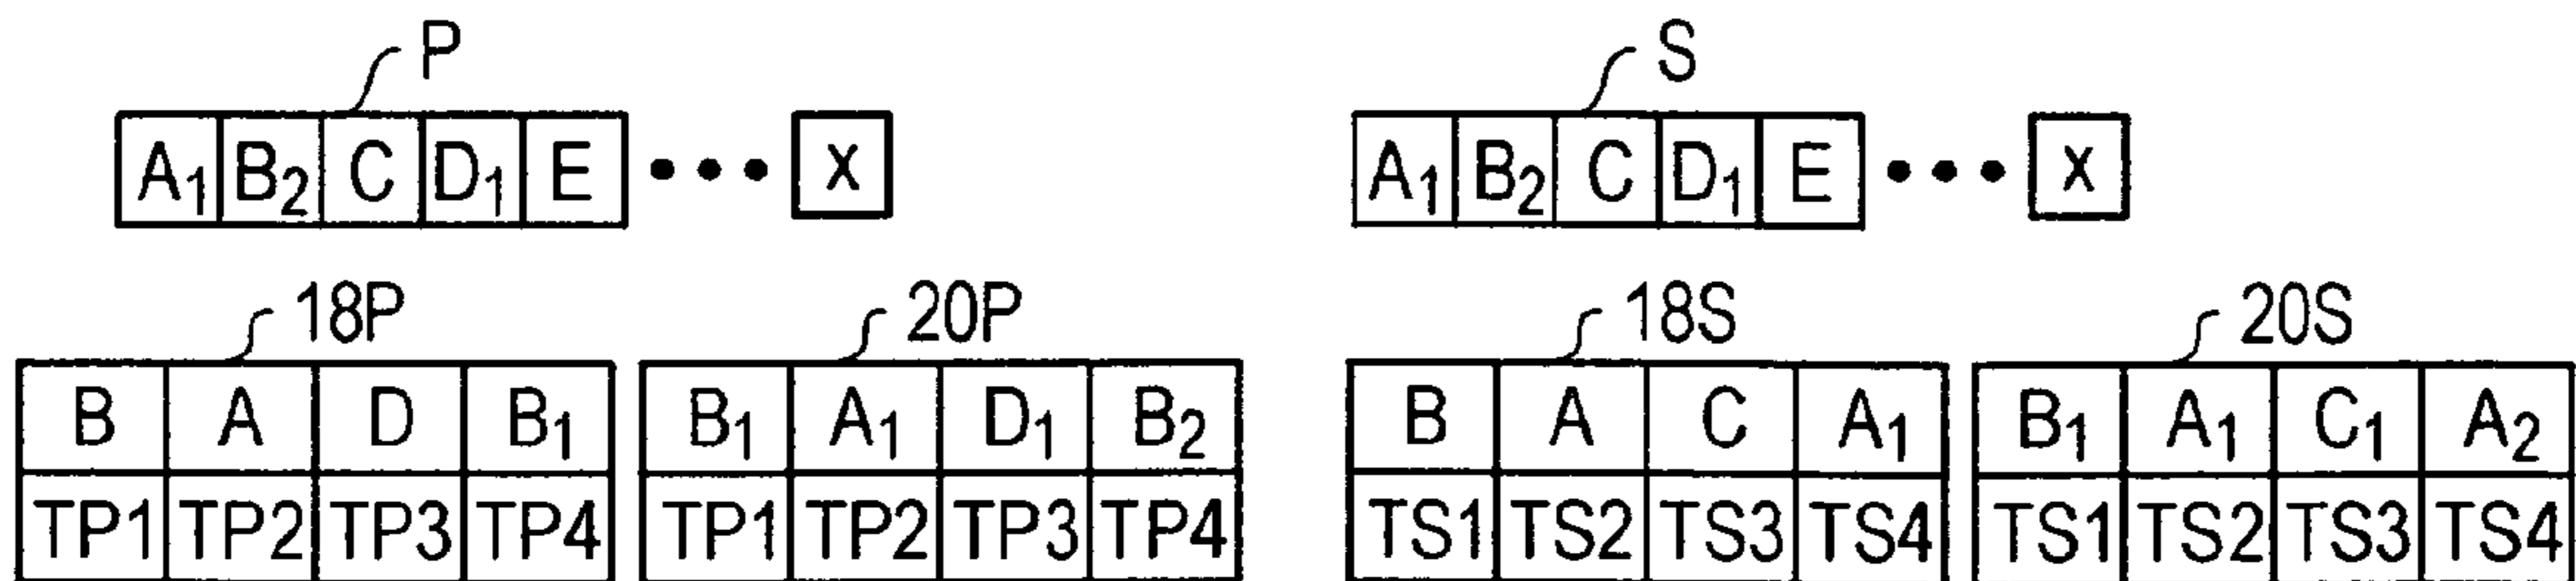 P S
A₁ B₂ C D₁ E ••• X A₁ B₂ C D₁ E ••• X
18P 20P 18S 20S
B A D B₁ B₁ A₁ D₁ B₂ B A C A₁ B₁ A₁ C₁ A₂
TP1 TP2 TP3 TP4 TP1 TP2 TP3 TP4 TS1 TS2 TS3 TS4 TS1 TS2 TS3 TS4